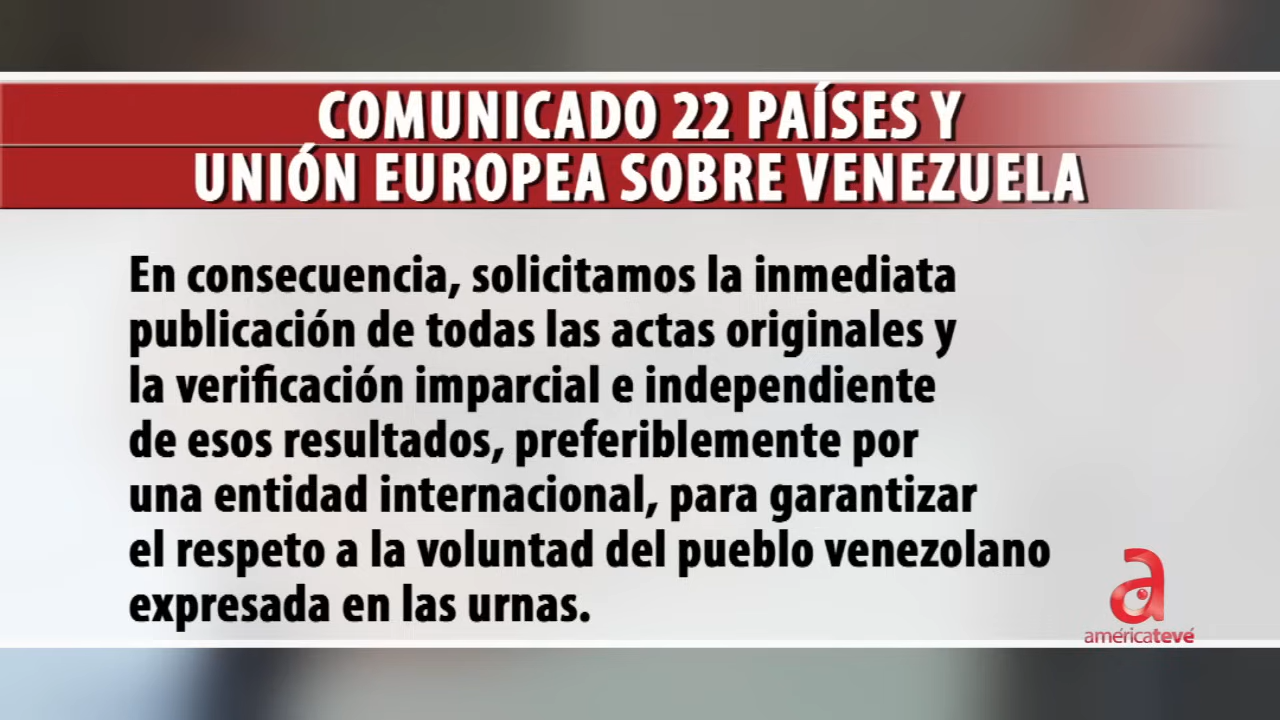 COMUNICADO 22 PAÍSES Y
UNIÓN EUROPEA SOBRE VENEZUELA
En consecuencia, solicitamos la inmediata
publicación de todas las actas originales y
la verificación imparcial e independiente
de esos resultados, preferiblemente por
una entidad internacional, para garantizar
el respeto a la voluntad del pueblo venezolano
expresada en las urnas.
a
américatevé